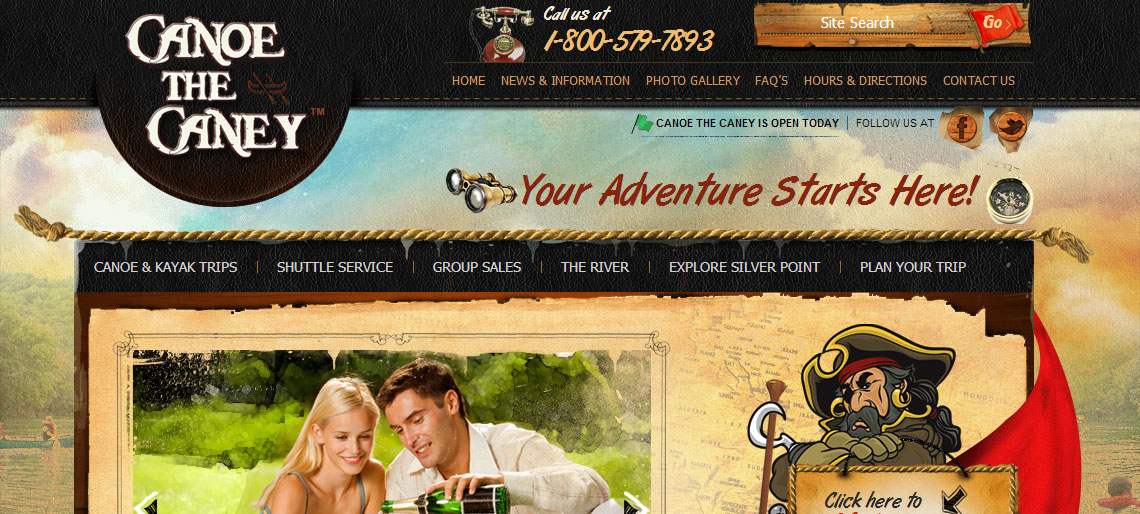 CANOE
THE
CANEY™
Call us at
1-800-579-7893
Site Search
Go
HOME NEWS & INFORMATION PHOTO GALLERY FAQ'S HOURS & DIRECTIONS CONTACT US
CANOE THE CANEY IS OPEN TODAY | FOLLOW US AT
Your Adventure Starts Here!
CANOE & KAYAK TRIPS | SHUTTLE SERVICE | GROUP SALES | THE RIVER | EXPLORE SILVER POINT | PLAN YOUR TRIP
Click here to